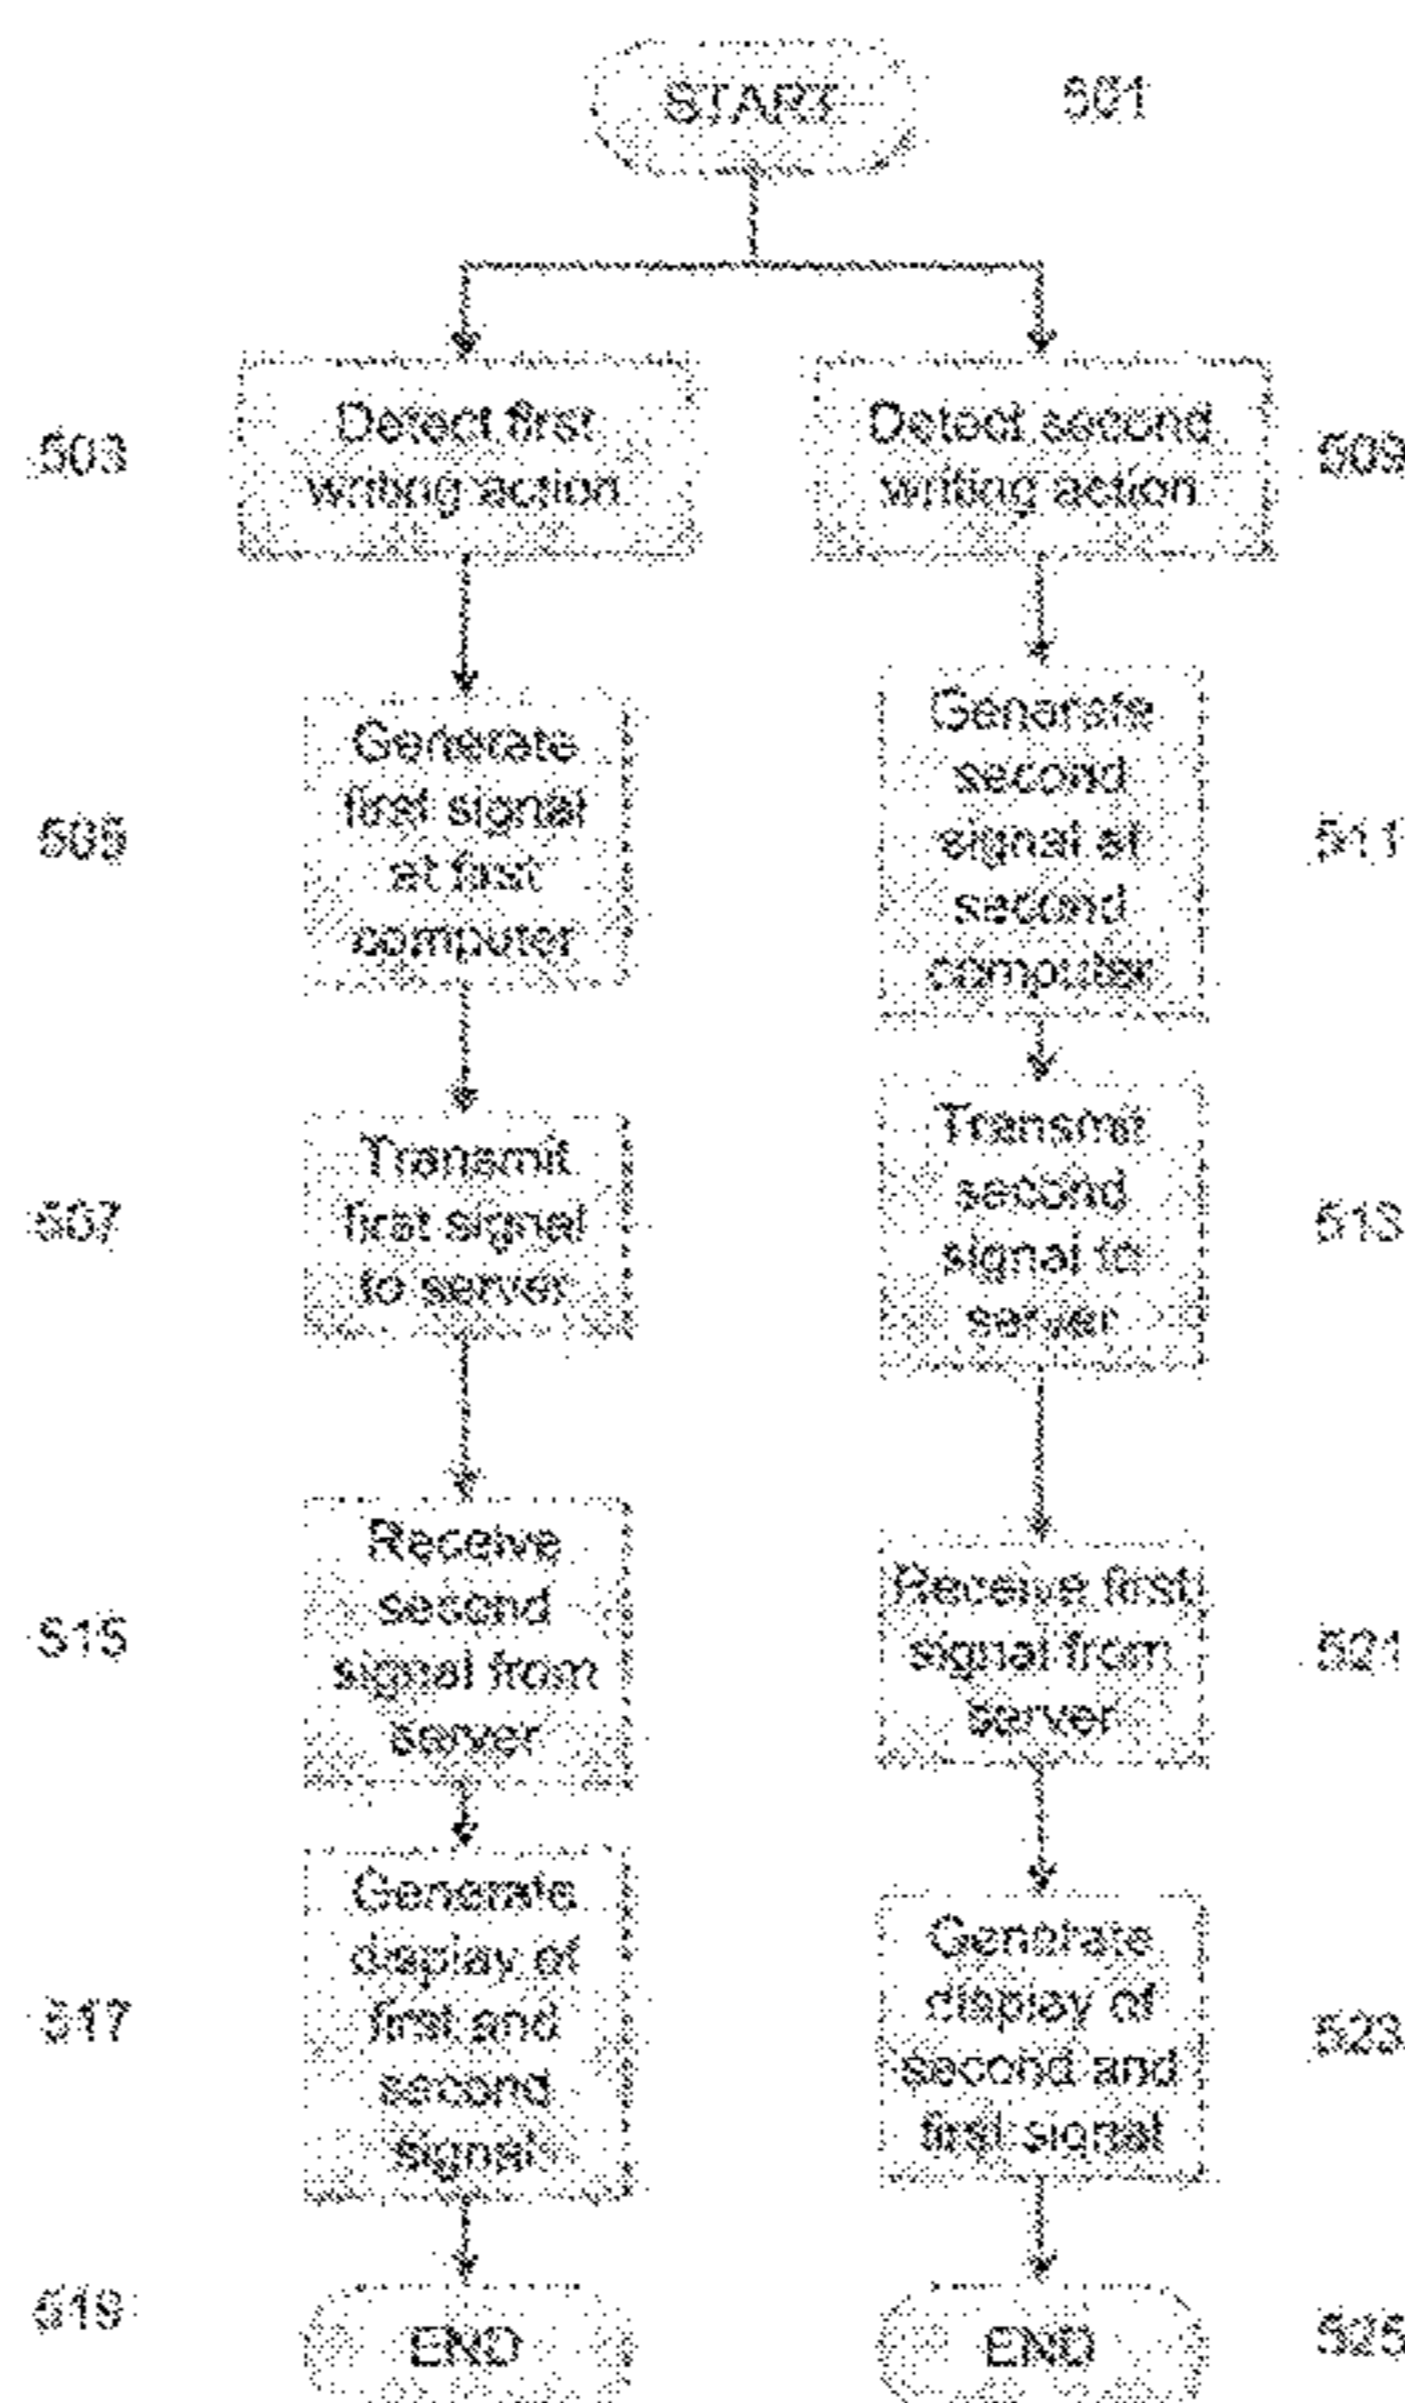 START
501
Detect first
writing action
503
Detect second
writing action
509
Generate
first signal
at first
computer
505
Generate
second
signal at
second
computer
511
Transmit
first signal
to server
507
Transmit
second
signal to
server
513
Receive
second
signal from
server
515
Receive first
signal from
server
521
Generate
display of
first and
second
signal
517
Generate
display of
second and
first signal
523
END
519
END
525